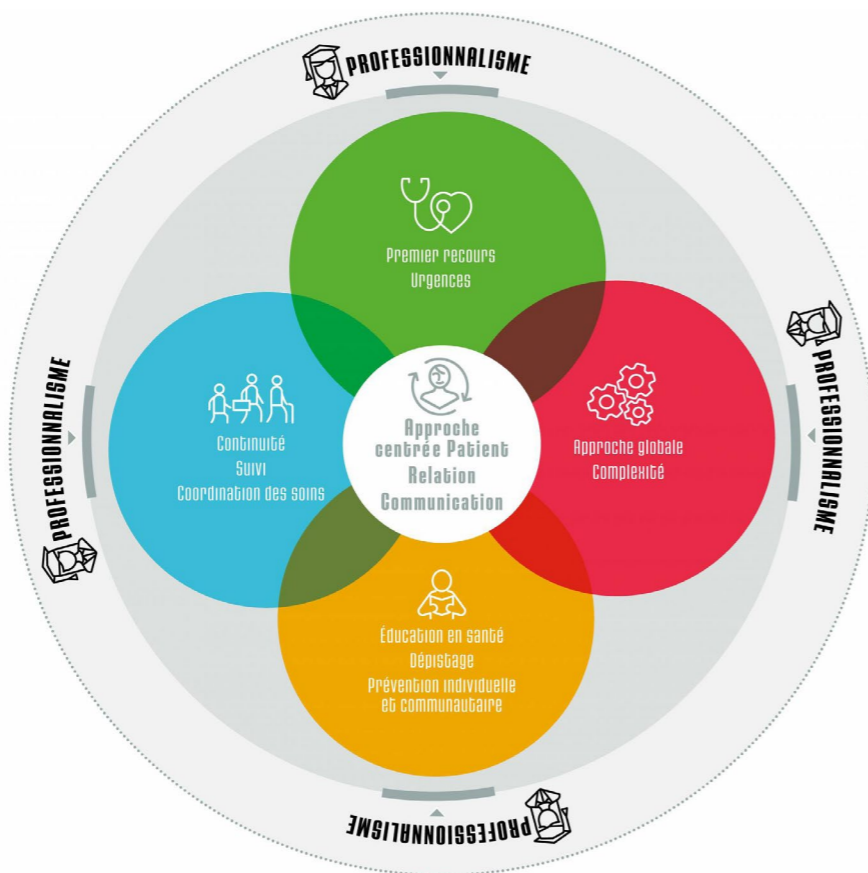 PROFESSIONNALISME
Premier recours
Urgences
PROFESSIONNALISME
Continuité
Suivi
Coordination des soins
Approche
centrée Patient
Relation
Communication
Approche globale
Complexité
PROFESSIONNALISME
Éducation en santé
Dépistage
Prévention individuelle
et communautaire
PROFESSIONNALISME